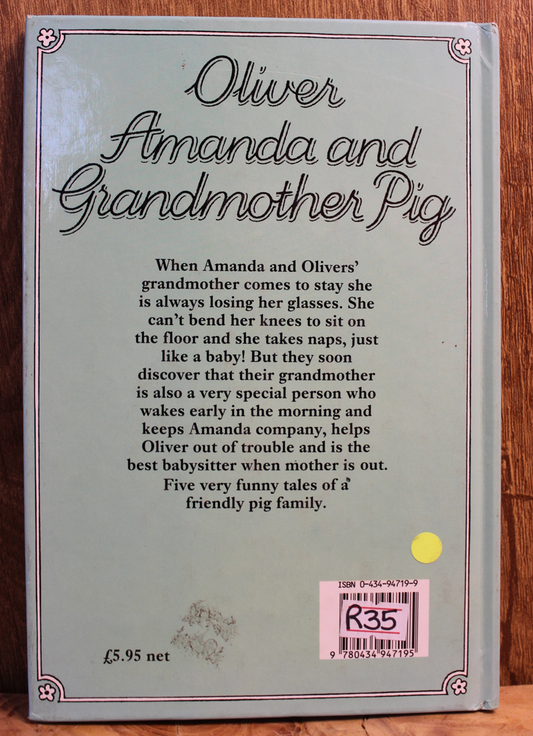 Oliver
Amanda and
Grandmother Pig
When Amanda and Olivers’
grandmother comes to stay she
is always losing her glasses. She
can’t bend her knees to sit on
the floor and she takes naps, just
like a baby! But they soon
discover that their grandmother
is also a very special person who
wakes early in the morning and
keeps Amanda company, helps
Oliver out of trouble and is the
best babysitter when mother is out.
Five very funny tales of a
friendly pig family.
ISBN 0-434-94719-9
R35
9 780434 947195
£5.95 net